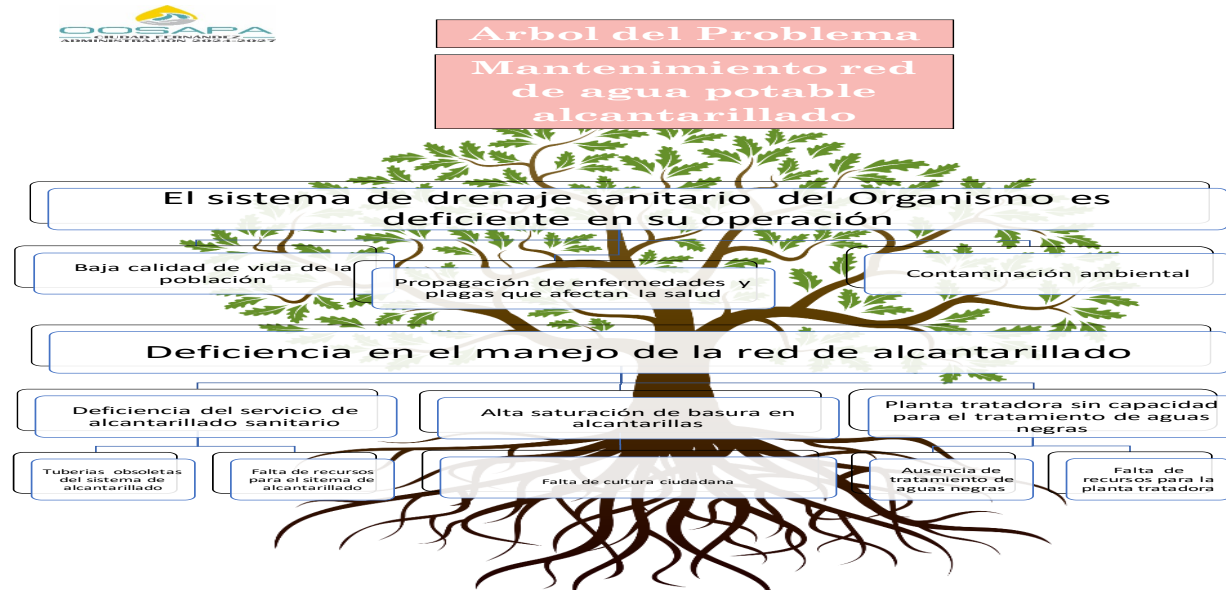 OOSAPA
CIUDAD FERNÁNDEZ
ADMINISTRACIÓN 2024-2027
Arbol del Problema
Mantenimiento red
de agua potable
alcantarillado
El sistema de drenaje sanitario del Organismo es
deficiente en su operación
Baja calidad de vida de la
población
Propagación de enfermedades y
plagas que afectan la salud
Contaminación ambiental
Deficiencia en el manejo de la red de alcantarillado
Deficiencia del servicio de
alcantarillado sanitario
Alta saturación de basura en
alcantarillas
Planta tratadora sin capacidad
para el tratamiento de aguas
negras
Tuberias obsoletas
del sistema de
alcantarillado
Falta de recursos
para el sitema de
alcantarillado
Falta de cultura ciudadana
Ausencia de
tratamiento de
aguas negras
Falta de
recursos para la
planta tratadora